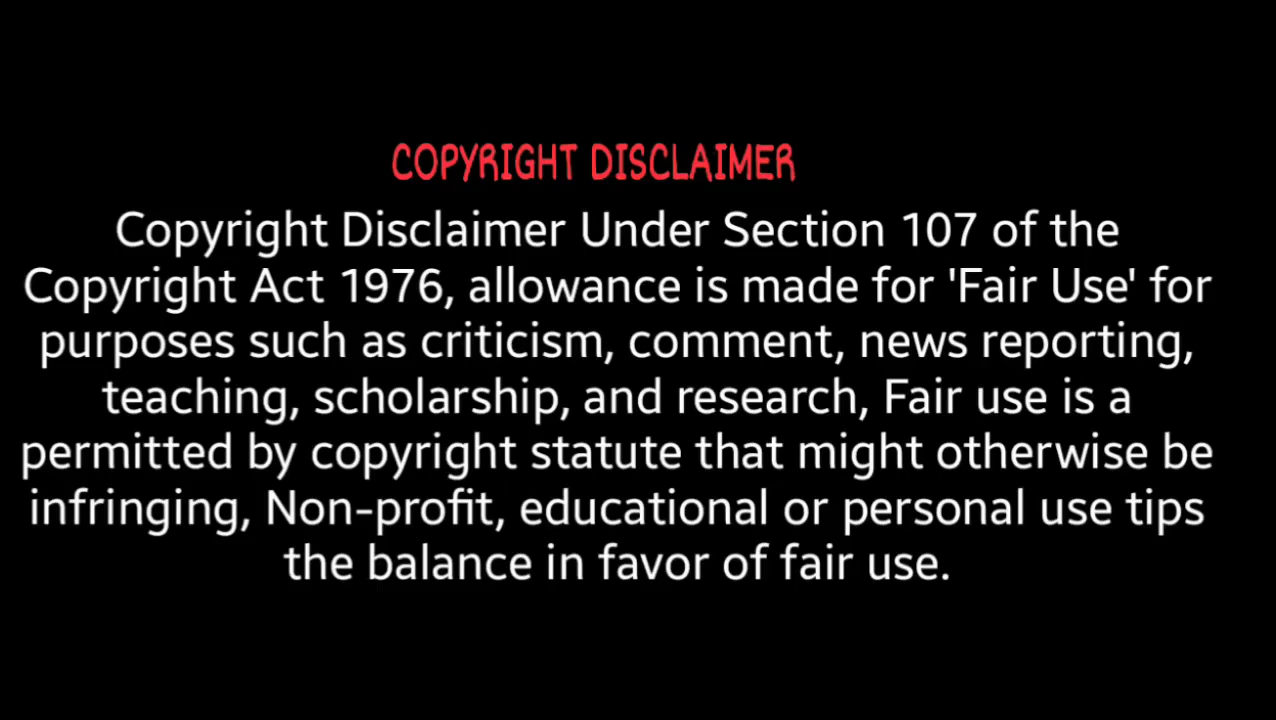 COPYRIGHT DISCLAIMER
Copyright Disclaimer Under Section 107 of the
Copyright Act 1976, allowance is made for 'Fair Use' for
purposes such as criticism, comment, news reporting,
teaching, scholarship, and research, Fair use is a
permitted by copyright statute that might otherwise be
infringing, Non-profit, educational or personal use tips
the balance in favor of fair use.